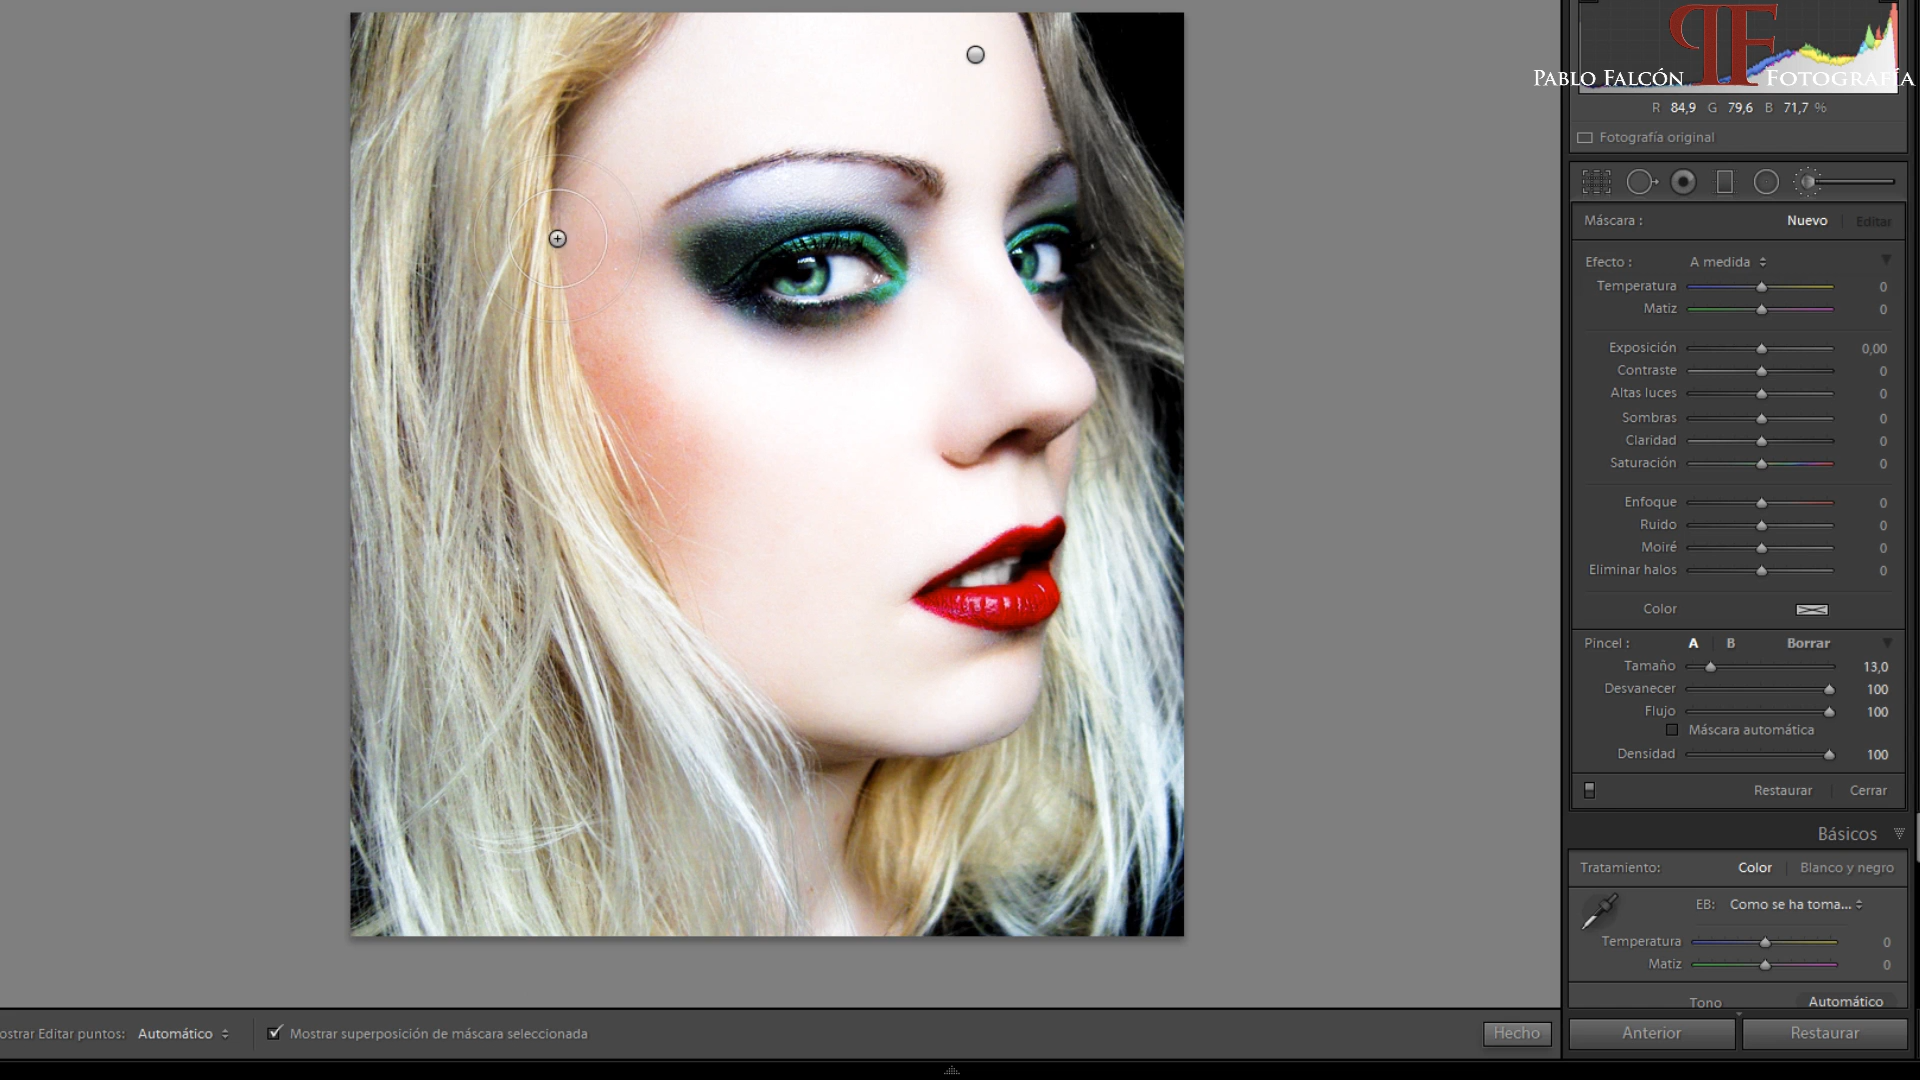 PABLO FALCÓN PF FOTOGRAFÍA
R 84,9 G 79,6 B 71,7 %
Fotografía original
Máscara : Nuevo Editar
Efecto : A medida
Temperatura 0
Matiz 0
Exposición 0,00
Contraste 0
Altas luces 0
Sombras 0
Claridad 0
Saturación 0
Enfoque 0
Ruido 0
Moiré 0
Eliminar halos 0
Color
Pincel : A B Borrar
Tamaño 13,0
Desvanecer 100
Flujo 100
Máscara automática
Densidad 100
Restaurar Cerrar
Básicos
Tratamiento: Color Blanco y negro
EB: Como se ha toma...
Temperatura 0
Matiz 0
Tono Automático
ostrar Editar puntos: Automático Mostrar superposición de máscara seleccionada Hecho Anterior Restaurar